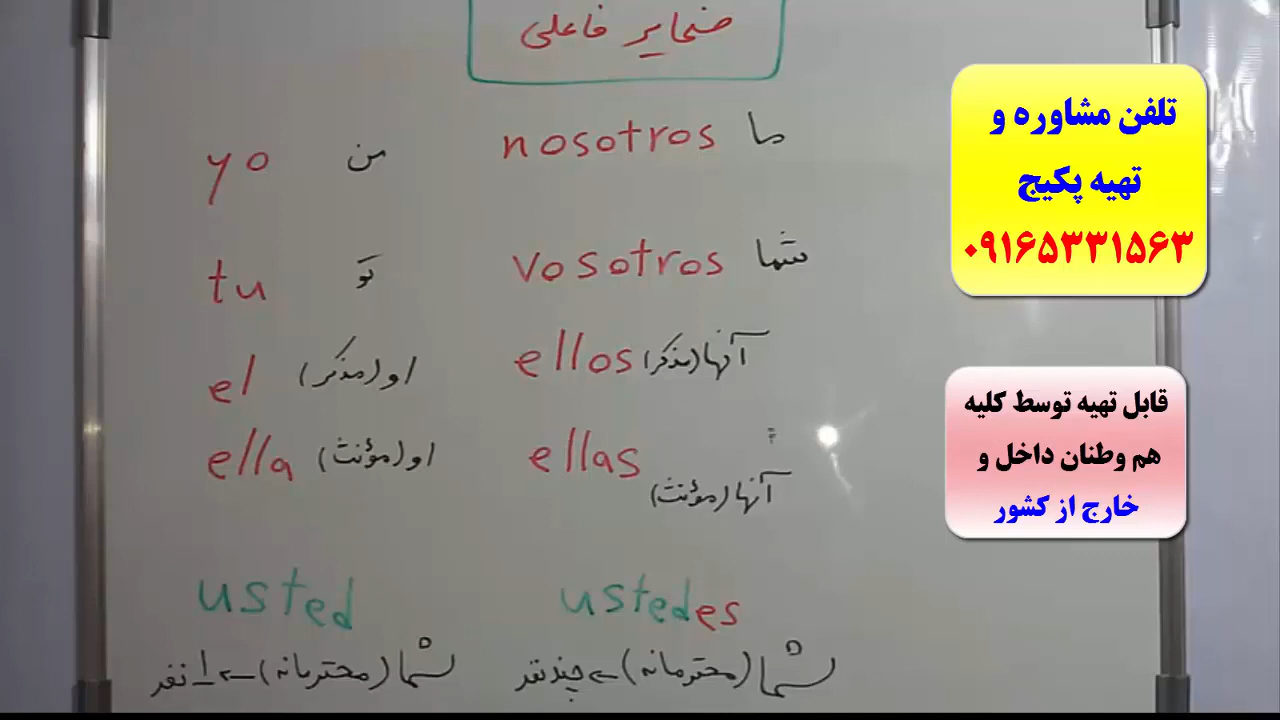 ضمایر فاعلی
yo من nosotros ما
tu تو vosotros شما
el او (مذکر) ellos آنها (مذکر)
ella او (مؤنث) ellas
آنها (مؤنث)
usted ustedes
شما (محترمانه) ← ۱ نفر شما (محترمانه) ← چند نفر
تلفن مشاوره و
تهیه پکیج
۰۹۱۶۵۳۳۱۵۶۳
قابل تهیه توسط کلیه
هم وطنان داخل و
خارج از کشور